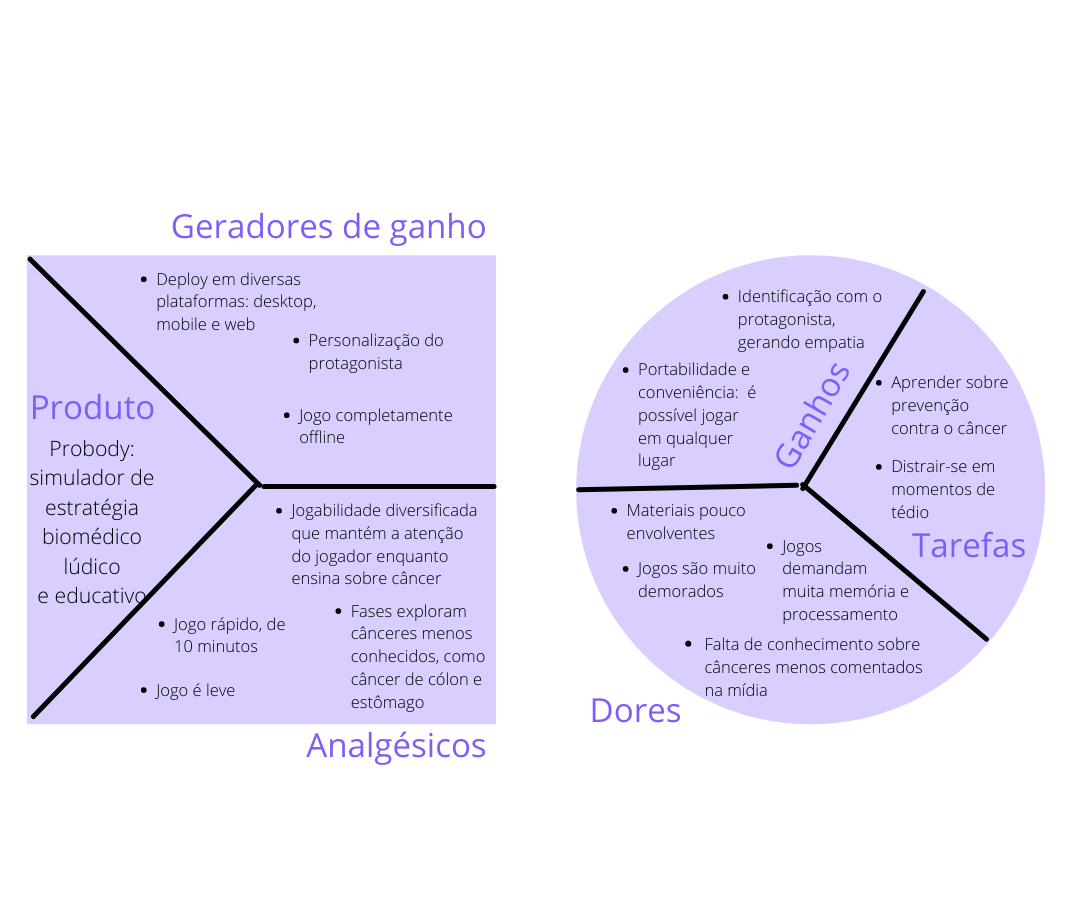 Geradores de ganho
• Deploy em diversas
plataformas: desktop,
mobile e web
• Personalização do
protagonista
• Jogo completamente
offline
Produto
Probody:
simulador de
estratégia
biomédico
lúdico
e educativo
• Jogabilidade diversificada
que mantém a atenção
do jogador enquanto
ensina sobre câncer
• Fases exploram
cânceres menos
conhecidos, como
câncer de cólon e
estômago
• Jogo rápido, de
10 minutos
• Jogo é leve
Analgésicos
• Identificação com o
protagonista,
gerando empatia
• Portabilidade e
conveniência:  é
possível jogar
em qualquer
lugar
Ganhos
• Aprender sobre
prevenção
contra o câncer
• Distrair-se em
momentos de
tédio
Tarefas
• Materiais pouco
envolventes
• Jogos são muito
demorados
• Jogos
demandam
muita memória e
processamento
• Falta de conhecimento sobre
cânceres menos comentados
na mídia
Dores